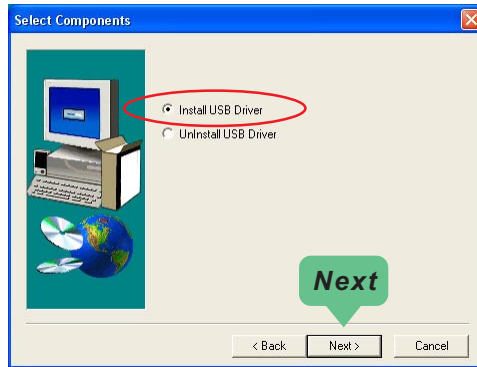 Select Components
Install USB Driver
UnInstall USB Driver
Next
< Back
Next >
Cancel